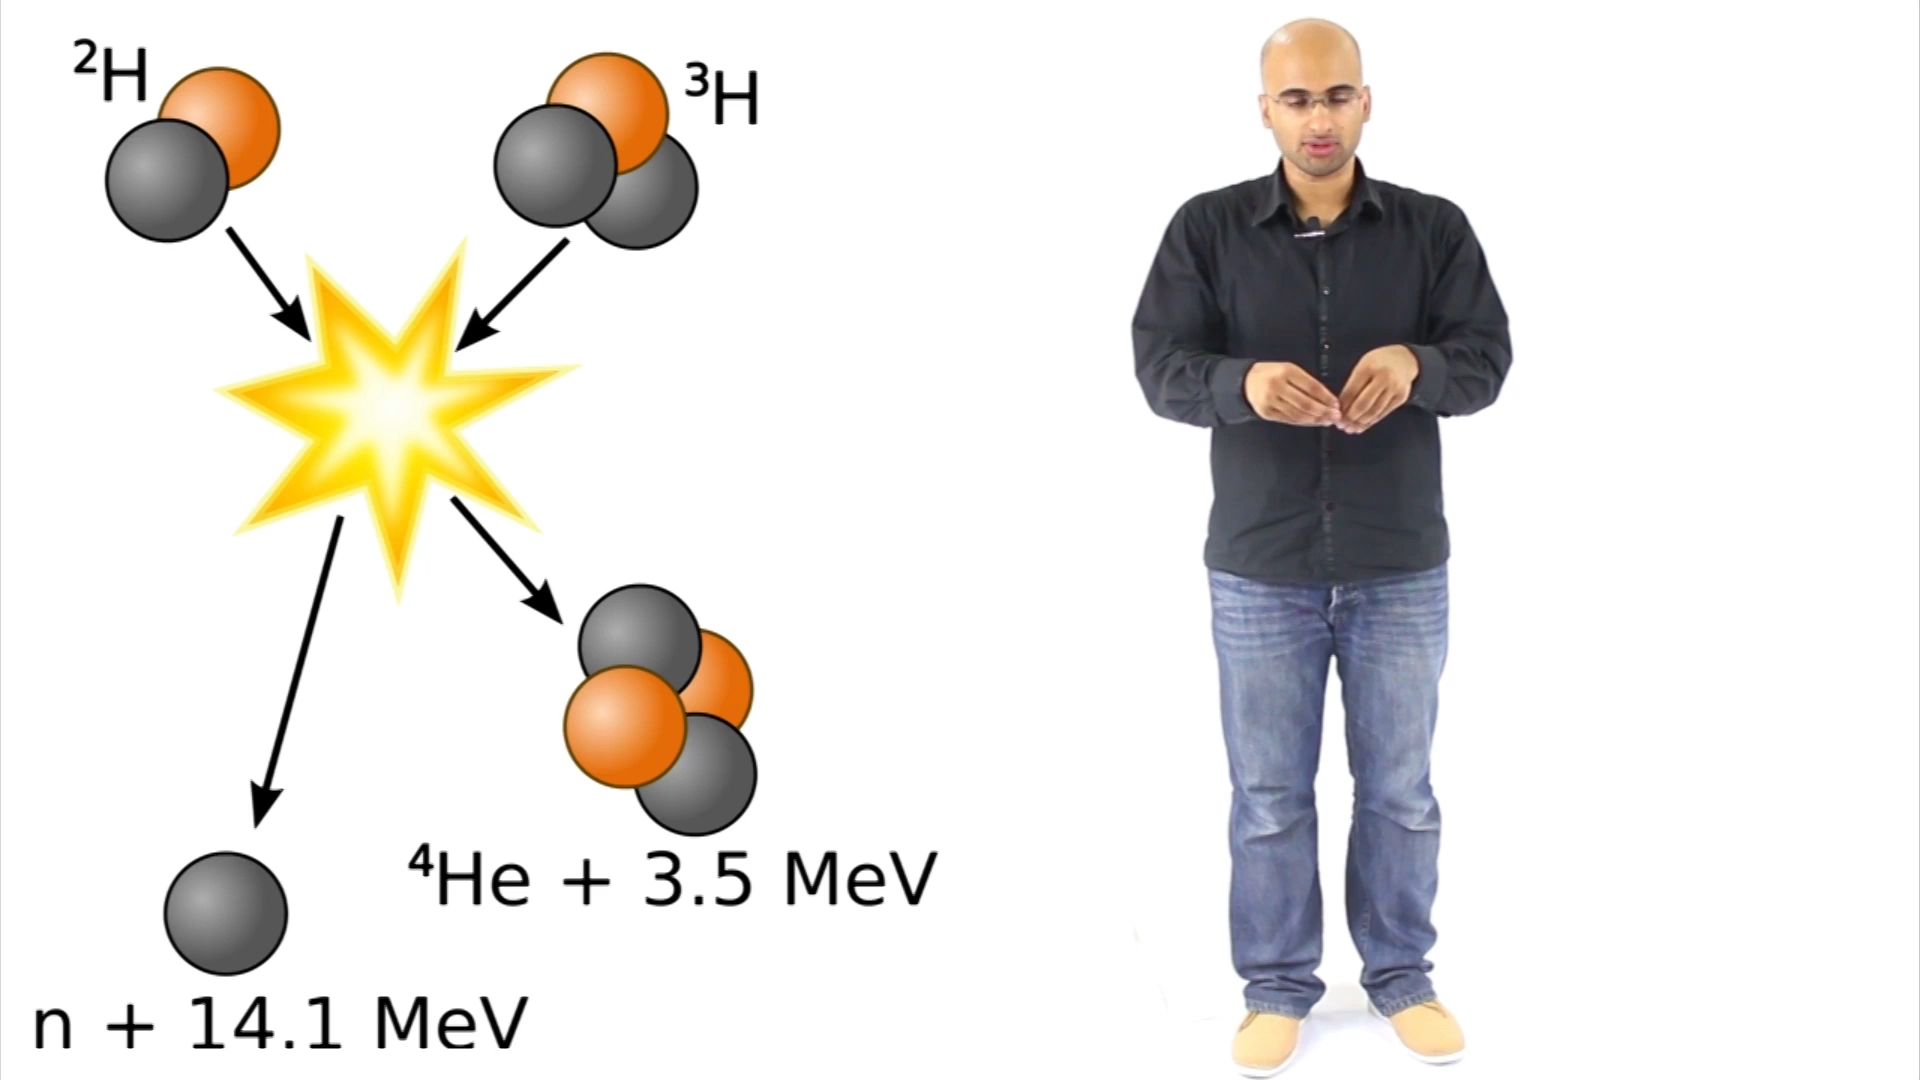 ²H
³H
⁴He + 3.5 MeV
n + 14.1 MeV